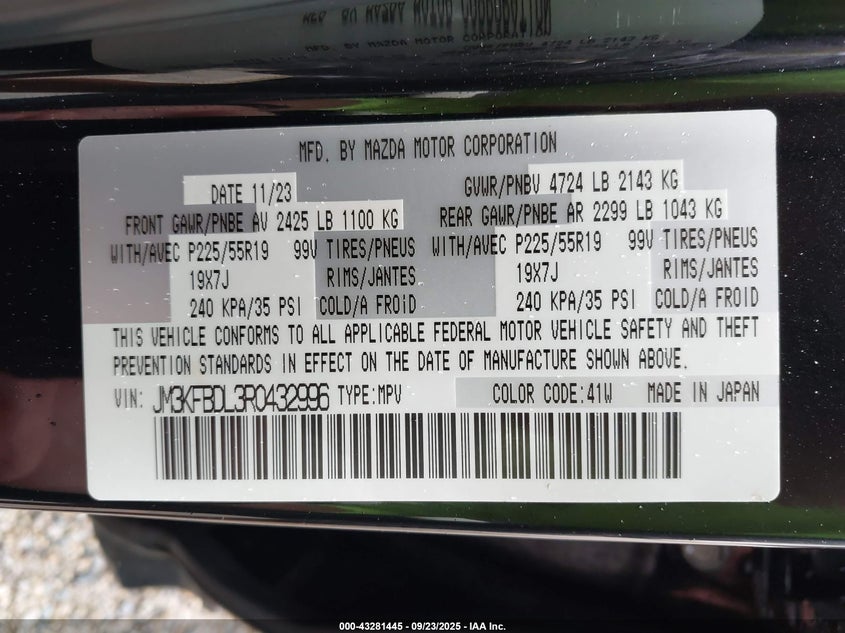 MFD. BY MAZDA MOTOR CORPORATION
DATE 11/23 GVWR/PNBV 4724 LB 2143 KG
FRONT GAWR/PNBE AV 2425 LB 1100 KG REAR GAWR/PNBE AR 2299 LB 1043 KG
WITH/AVEC P225/55R19 99V TIRES/PNEUS WITH/AVEC P225/55R19 99V TIRES/PNEUS
19X7J RIMS/JANTES 19X7J RIMS/JANTES
240 KPA/35 PSI COLD/A FROID 240 KPA/35 PSI COLD/A FROID
THIS VEHICLE CONFORMS TO ALL APPLICABLE FEDERAL MOTOR VEHICLE SAFETY AND THEFT
PREVENTION STANDARDS IN EFFECT ON THE DATE OF MANUFACTURE SHOWN ABOVE.
VIN: JM3KFBDL3R0432996 TYPE:MPV COLOR CODE:41W MADE IN JAPAN
000-43281445 - 09/23/2025 - IAA Inc.